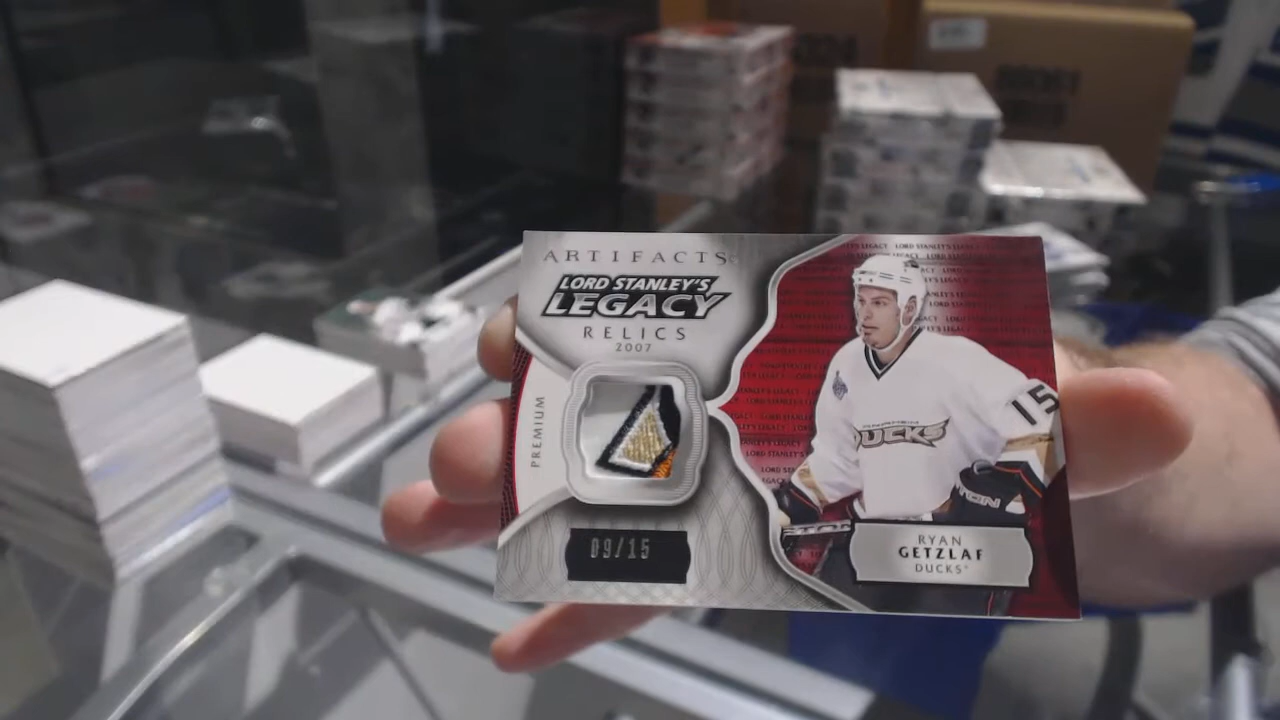 ARTIFACTS
LORD STANLEY'S
LEGACY
RELICS
2007
PREMIUM
09/15
15
DUCKS
RYAN
GETZLAF
DUCKS